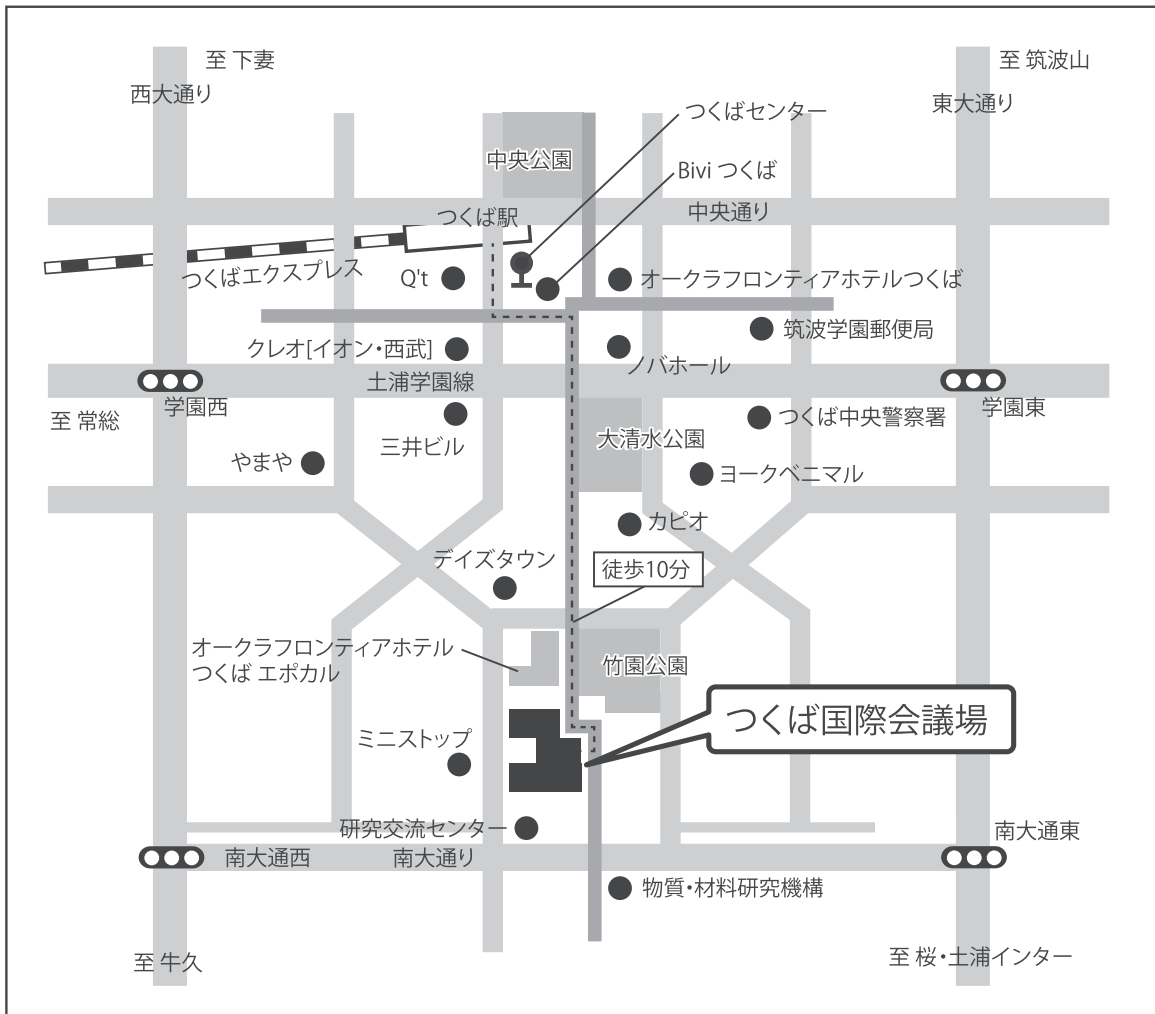 至 下妻
至 筑波山
西大通り
東大通り
つくばセンター
中央公園
Bivi つくば
つくば駅
中央通り
つくばエクスプレス
Q't
オークラフロンティアホテルつくば
筑波学園郵便局
クレオ[イオン・西武]
ノバホール
土浦学園線
学園西
学園東
至 常総
つくば中央警察署
三井ビル
大清水公園
やまや
ヨークベニマル
カピオ
デイズタウン
徒歩10分
オークラフロンティアホテル
つくば エポカル
竹園公園
つくば国際会議場
ミニストップ
研究交流センター
南大通東
南大通西
南大通り
物質・材料研究機構
至 牛久
至 桜・土浦インター